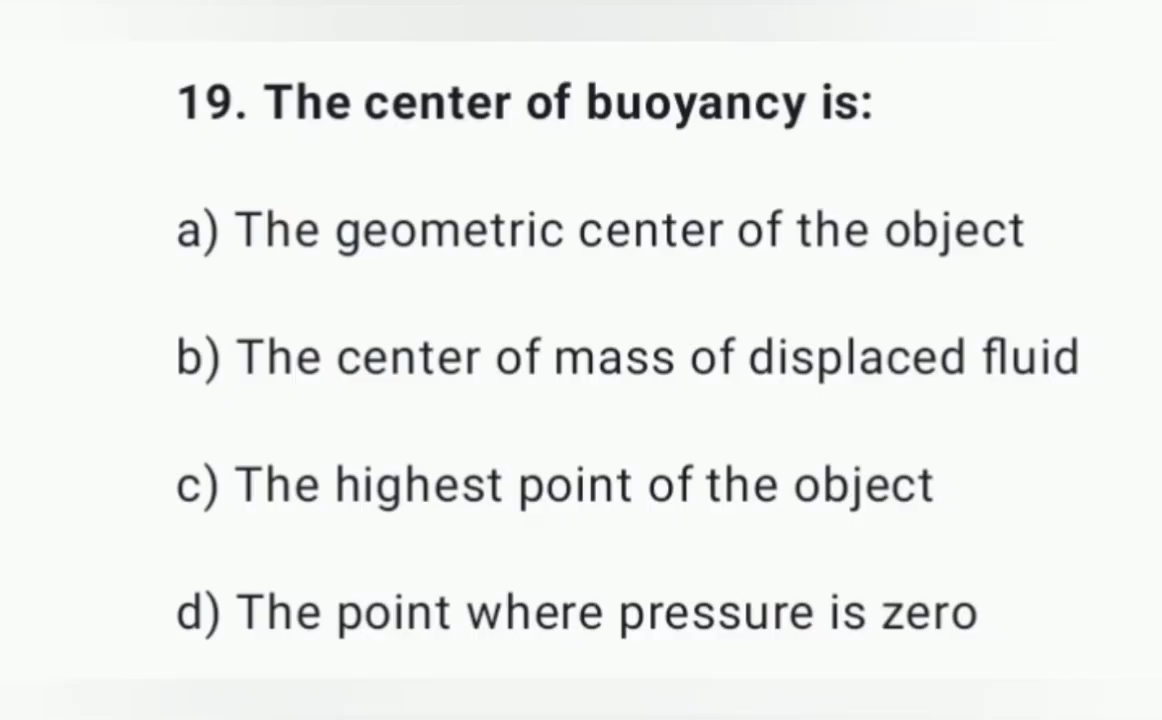 19. The center of buoyancy is:
a) The geometric center of the object
b) The center of mass of displaced fluid
c) The highest point of the object
d) The point where pressure is zero